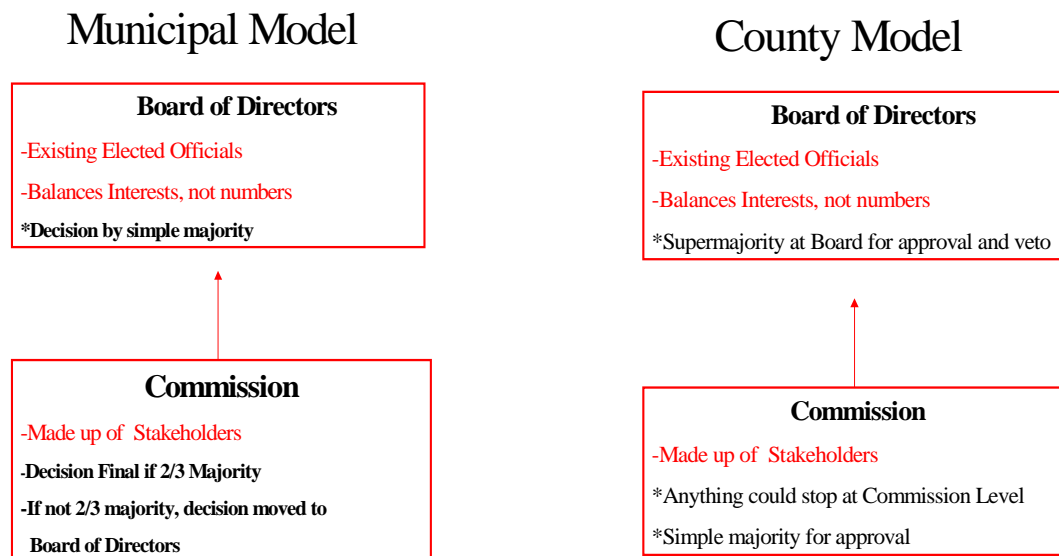 Municipal Model
Board of Directors
-Existing Elected Officials
-Balances Interests, not numbers
*Decision by simple majority
Commission
-Made up of Stakeholders
-Decision Final if 2/3 Majority
-If not 2/3 majority, decision moved to
Board of Directors
County Model
Board of Directors
-Existing Elected Officials
-Balances Interests, not numbers
*Supermajority at Board for approval and veto
Commission
-Made up of Stakeholders
*Anything could stop at Commission Level
*Simple majority for approval